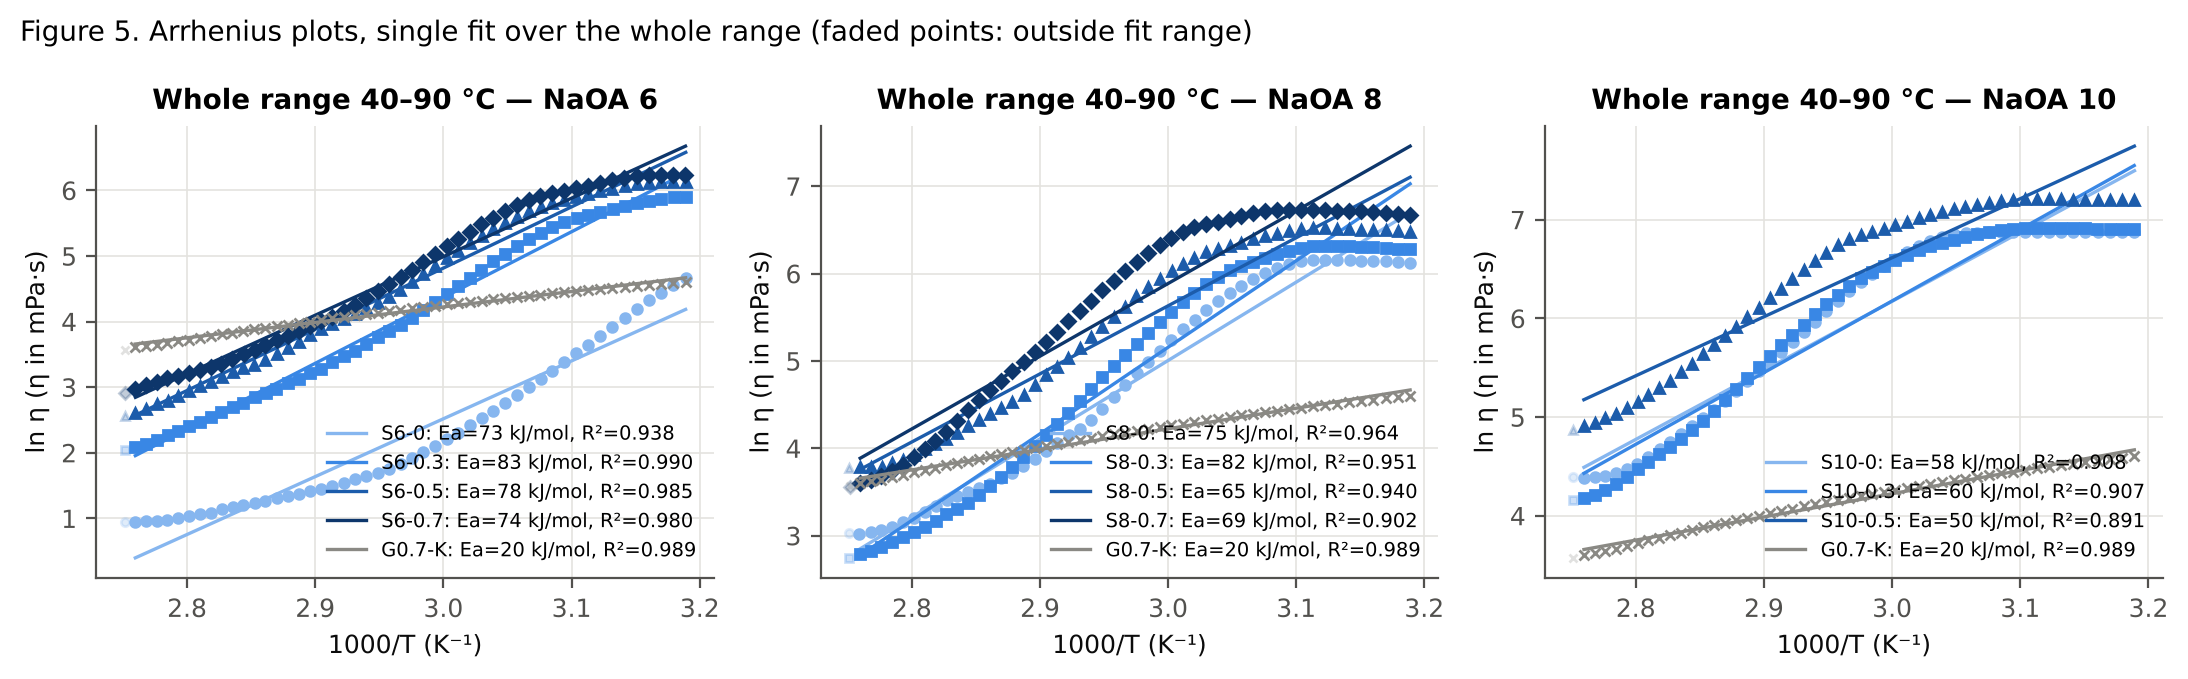 Figure 5. Arrhenius plots, single fit over the whole range (faded points: outside fit range)
Whole range 40–90 °C — NaOA 6
ln η (η in mPa·s)
6
5
4
3
2
1
S6-0: Ea=73 kJ/mol, R²=0.938
S6-0.3: Ea=83 kJ/mol, R²=0.990
S6-0.5: Ea=78 kJ/mol, R²=0.985
S6-0.7: Ea=74 kJ/mol, R²=0.980
G0.7-K: Ea=20 kJ/mol, R²=0.989
2.8 2.9 3.0 3.1 3.2
1000/T (K⁻¹)
Whole range 40–90 °C — NaOA 8
ln η (η in mPa·s)
7
6
5
4
3
S8-0: Ea=75 kJ/mol, R²=0.964
S8-0.3: Ea=82 kJ/mol, R²=0.951
S8-0.5: Ea=65 kJ/mol, R²=0.940
S8-0.7: Ea=69 kJ/mol, R²=0.902
G0.7-K: Ea=20 kJ/mol, R²=0.989
2.8 2.9 3.0 3.1 3.2
1000/T (K⁻¹)
Whole range 40–90 °C — NaOA 10
ln η (η in mPa·s)
7
6
5
4
S10-0: Ea=58 kJ/mol, R²=0.908
S10-0.3: Ea=60 kJ/mol, R²=0.907
S10-0.5: Ea=50 kJ/mol, R²=0.891
G0.7-K: Ea=20 kJ/mol, R²=0.989
2.8 2.9 3.0 3.1 3.2
1000/T (K⁻¹)